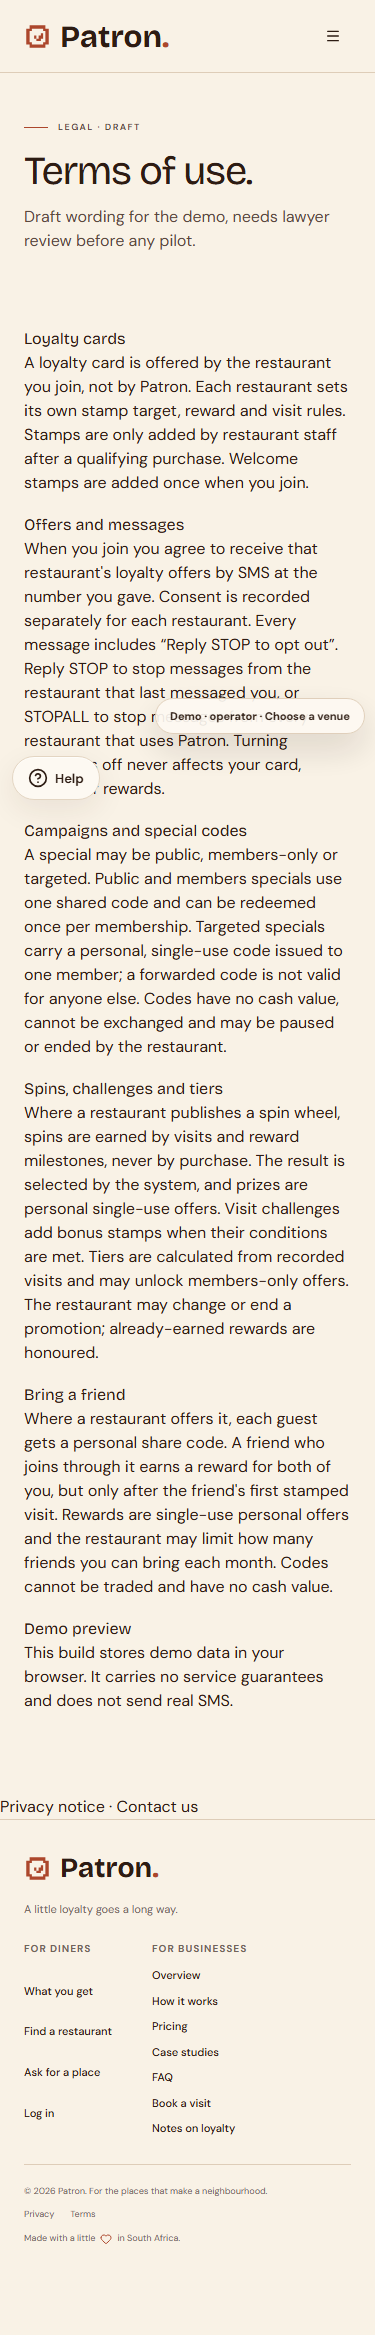 Patron.
LEGAL · DRAFT
Terms of use.
Draft wording for the demo, needs lawyer
review before any pilot.
Loyalty cards
A loyalty card is offered by the restaurant
you join, not by Patron. Each restaurant sets
its own stamp target, reward and visit rules.
Stamps are only added by restaurant staff
after a qualifying purchase. Welcome
stamps are added once when you join.
Offers and messages
When you join you agree to receive that
restaurant's loyalty offers by SMS at the
number you gave. Consent is recorded
separately for each restaurant. Every
message includes “Reply STOP to opt out”.
Reply STOP to stop messages from the
restaurant that last messaged you, or
STOPALL to stop
Demo · operator · Choose a venue
restaurant that uses Patron. Turning
off never affects your card,
Help
rewards.
Campaigns and special codes
A special may be public, members-only or
targeted. Public and members specials use
one shared code and can be redeemed
once per membership. Targeted specials
carry a personal, single-use code issued to
one member; a forwarded code is not valid
for anyone else. Codes have no cash value,
cannot be exchanged and may be paused
or ended by the restaurant.
Spins, challenges and tiers
Where a restaurant publishes a spin wheel,
spins are earned by visits and reward
milestones, never by purchase. The result is
selected by the system, and prizes are
personal single-use offers. Visit challenges
add bonus stamps when their conditions
are met. Tiers are calculated from recorded
visits and may unlock members-only offers.
The restaurant may change or end a
promotion; already-earned rewards are
honoured.
Bring a friend
Where a restaurant offers it, each guest
gets a personal share code. A friend who
joins through it earns a reward for both of
you, but only after the friend's first stamped
visit. Rewards are single-use personal offers
and the restaurant may limit how many
friends you can bring each month. Codes
cannot be traded and have no cash value.
Demo preview
This build stores demo data in your
browser. It carries no service guarantees
and does not send real SMS.
Privacy notice · Contact us
Patron.
A little loyalty goes a long way.
FOR DINERS
What you get
Find a restaurant
Ask for a place
Log in
FOR BUSINESSES
Overview
How it works
Pricing
Case studies
FAQ
Book a visit
Notes on loyalty
© 2026 Patron. For the places that make a neighbourhood.
Privacy Terms
Made with a little in South Africa.